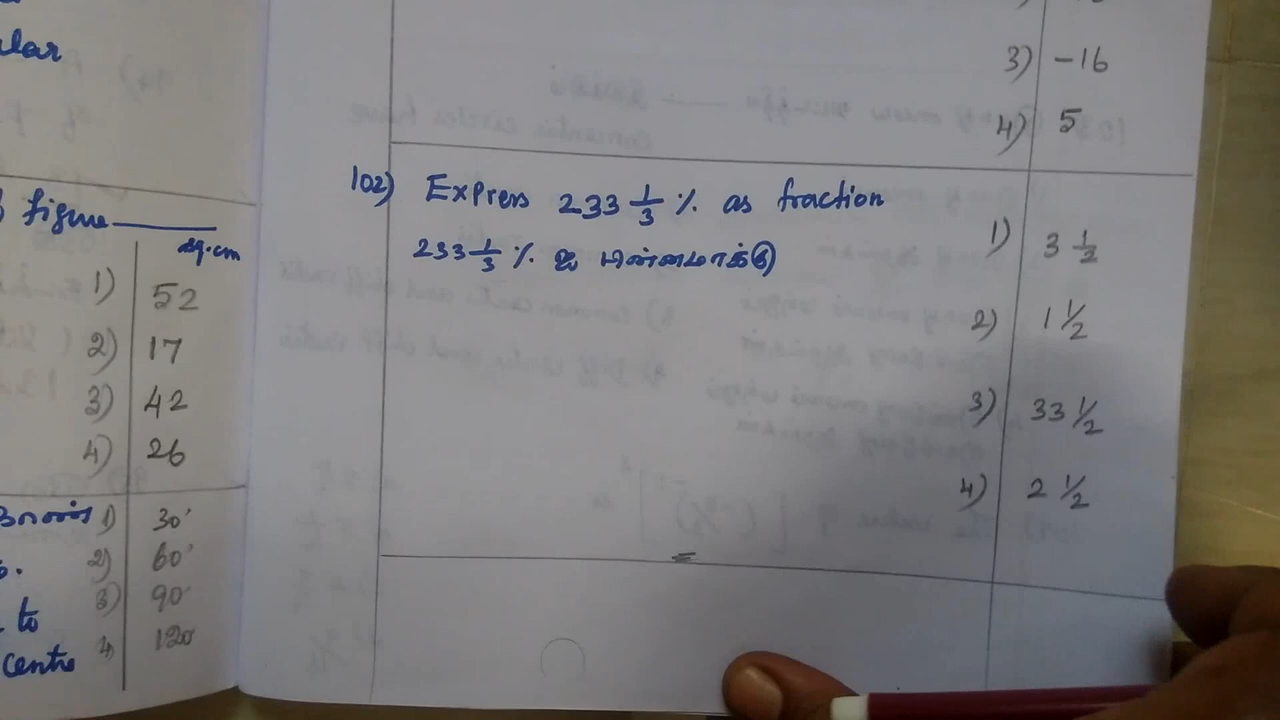 ular
figure
sq.cm
1) 52
2) 17
3) 42
4) 26
1) 30°
2) 60°
3) 90°
4) 120
to
centre
3) -16
4) 5
102) Express 233 1/3 % as fraction
233 1/3 % ஐ பின்னமாக்கு
1) 3 1/2
2) 1 1/2
3) 33 1/2
4) 2 1/2